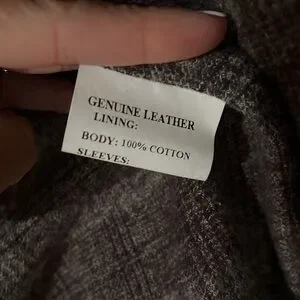 GENUINE LEATHER
LINING:
BODY: 100% COTTON
SLEEVES: